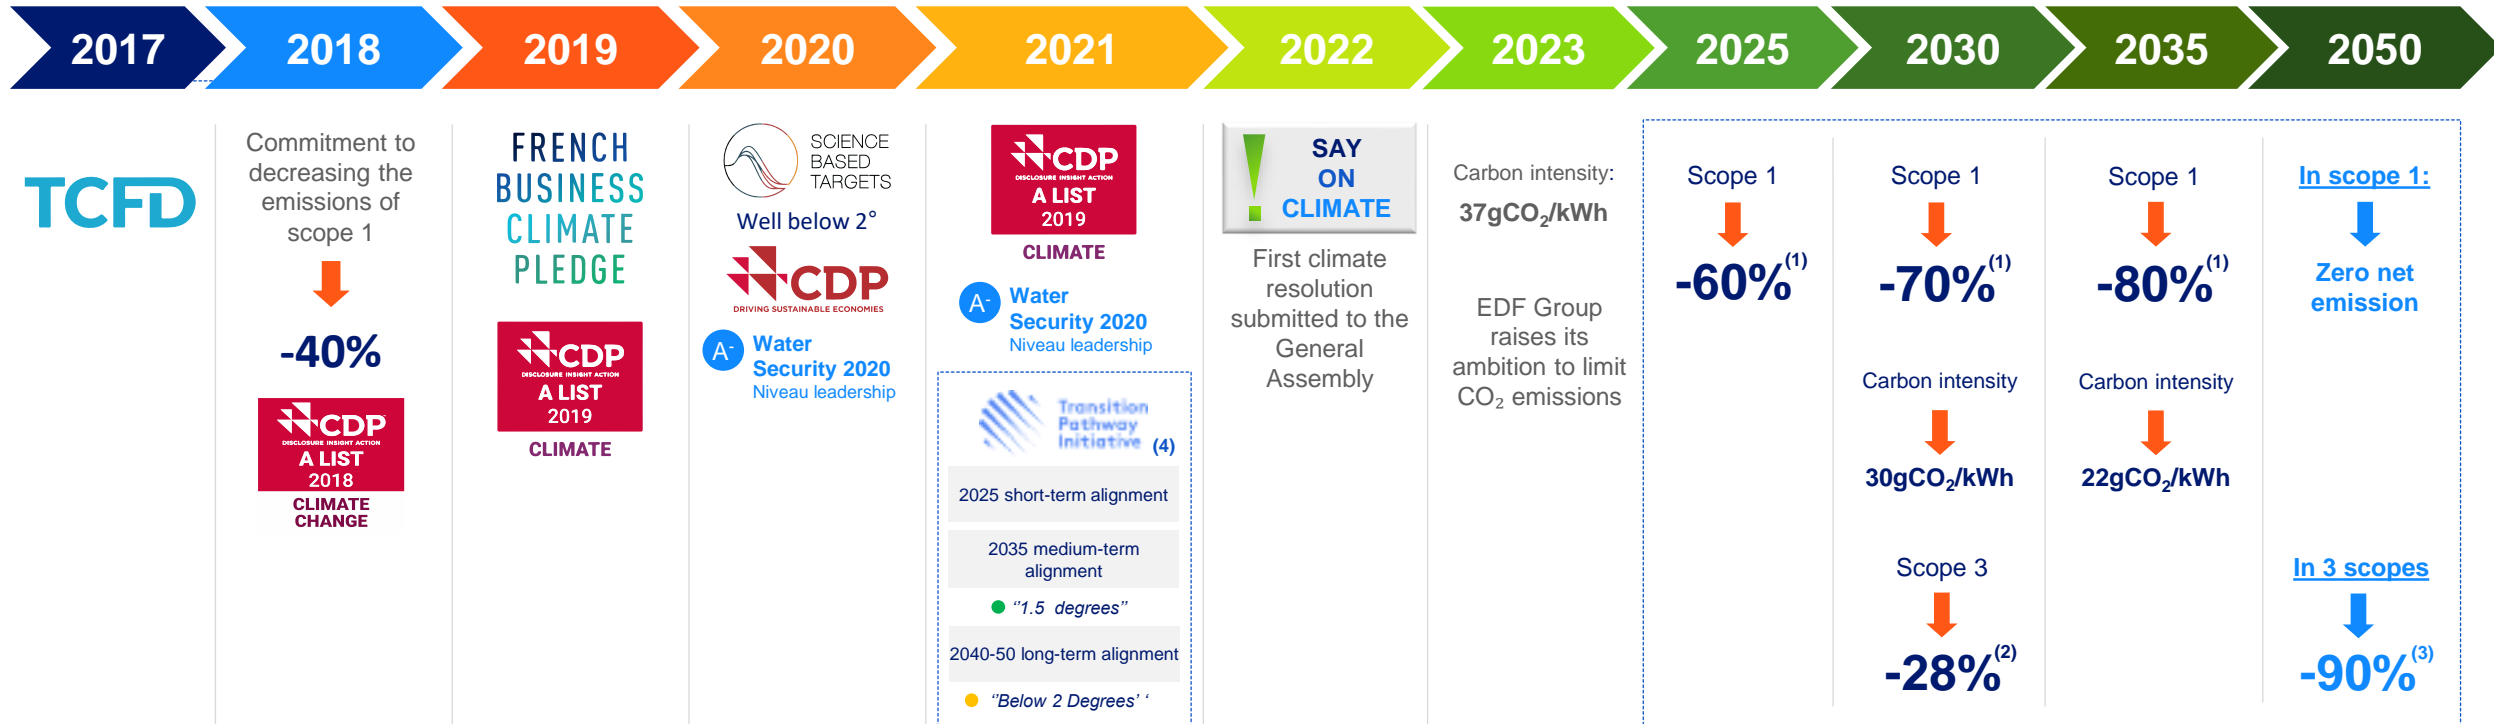 2017
2018
2019
2020
2021
2022
2023
2025
2030
2035
2050
TCFD
Commitment to
decreasing the
emissions of
scope 1
-40%
CDP
DISCLOSURE INSIGHT ACTION
A LIST
2018
CLIMATE
CHANGE
FRENCH
BUSINESS
CLIMATE
PLEDGE
CDP
DISCLOSURE INSIGHT ACTION
A LIST
2019
CLIMATE
SCIENCE
BASED
TARGETS
Well below 2°
CDP
DRIVING SUSTAINABLE ECONOMIES
A-
Water
Security 2020
Niveau leadership
CDP
DISCLOSURE INSIGHT ACTION
A LIST
2019
CLIMATE
A-
Water
Security 2020
Niveau leadership
Transition
Pathway
Initiative (4)
2025 short-term alignment
2035 medium-term
alignment
‘’1.5 degrees’’
2040-50 long-term alignment
‘’Below 2 Degrees’ ‘
! SAY
ON
CLIMATE
First climate
resolution
submitted to the
General
Assembly
Carbon intensity:
37gCO₂/kWh
EDF Group
raises its
ambition to limit
CO₂ emissions
Scope 1
-60%(1)
Scope 1
-70%(1)
Carbon intensity
30gCO₂/kWh
Scope 3
-28%(2)
Scope 1
-80%(1)
Carbon intensity
22gCO₂/kWh
In scope 1:
Zero net
emission
In 3 scopes
-90%(3)